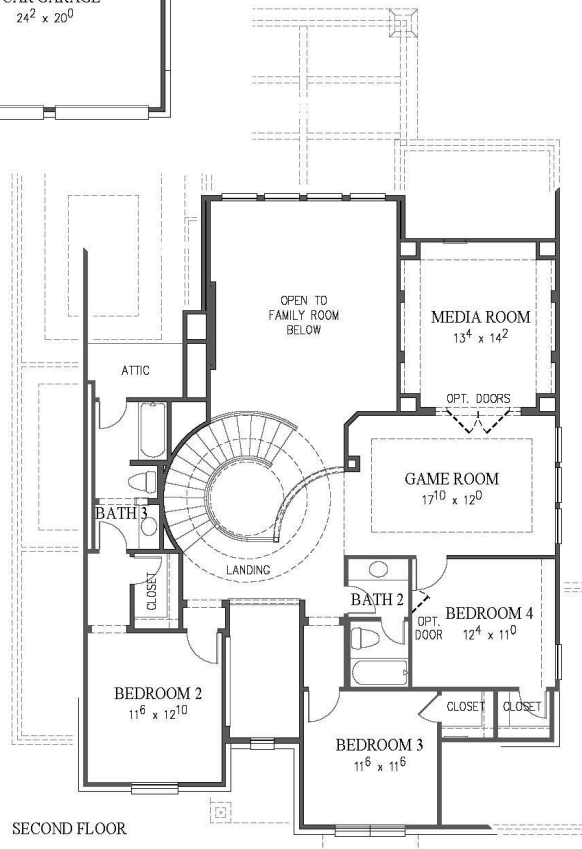 CAR GARAGE
24² x 20⁰
OPEN TO
FAMILY ROOM
BELOW
MEDIA ROOM
13⁴ x 14²
ATTIC
OPT. DOORS
GAME ROOM
17¹⁰ x 12⁰
BATH 3
LANDING
CLOSET
BATH 2
OPT.
DOOR
BEDROOM 4
12⁴ x 11⁰
BEDROOM 2
11⁶ x 12¹⁰
CLOSET
CLOSET
BEDROOM 3
11⁶ x 11⁶
SECOND FLOOR